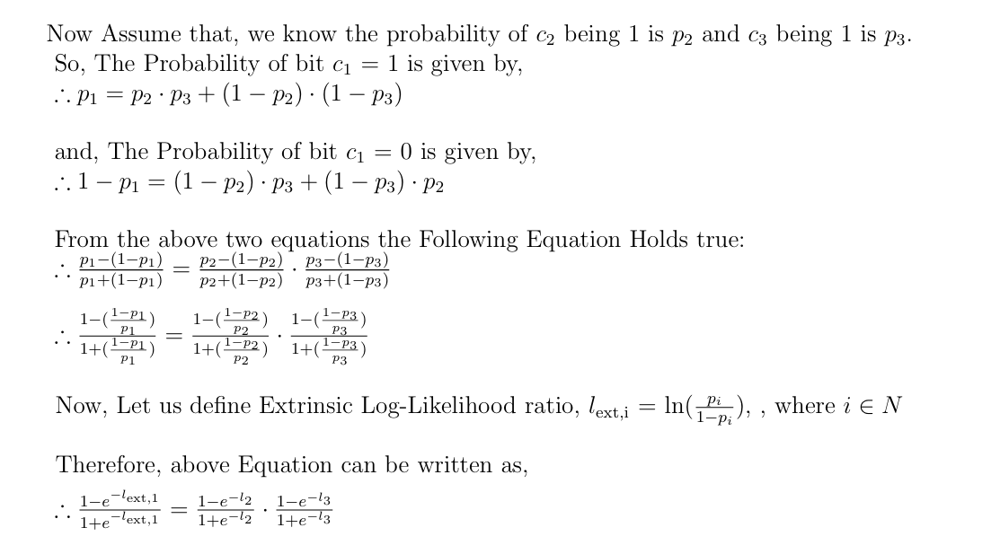 Now Assume that, we know the probability of $c_2$ being 1 is $p_2$ and $c_3$ being 1 is $p_3$.
So, The Probability of bit $c_1 = 1$ is given by,
$\therefore p_1 = p_2 \cdot p_3 + (1 - p_2) \cdot (1 - p_3)$
and, The Probability of bit $c_1 = 0$ is given by,
$\therefore 1 - p_1 = (1 - p_2) \cdot p_3 + (1 - p_3) \cdot p_2$
From the above two equations the Following Equation Holds true:
$\therefore \frac{p_1-(1-p_1)}{p_1+(1-p_1)} = \frac{p_2-(1-p_2)}{p_2+(1-p_2)} \cdot \frac{p_3-(1-p_3)}{p_3+(1-p_3)}$
$\therefore \frac{1-(\frac{1-p_1}{p_1})}{1+(\frac{1-p_1}{p_1})} = \frac{1-(\frac{1-p_2}{p_2})}{1+(\frac{1-p_2}{p_2})} \cdot \frac{1-(\frac{1-p_3}{p_3})}{1+(\frac{1-p_3}{p_3})}$
Now, Let us define Extrinsic Log-Likelihood ratio, $l_{\text{ext,i}} = \ln(\frac{p_i}{1-p_i})$, , where $i \in N$
Therefore, above Equation can be written as,
$\therefore \frac{1-e^{-l_{\text{ext},1}}}{1+e^{-l_{\text{ext},1}}} = \frac{1-e^{-l_2}}{1+e^{-l_2}} \cdot \frac{1-e^{-l_3}}{1+e^{-l_3}}$